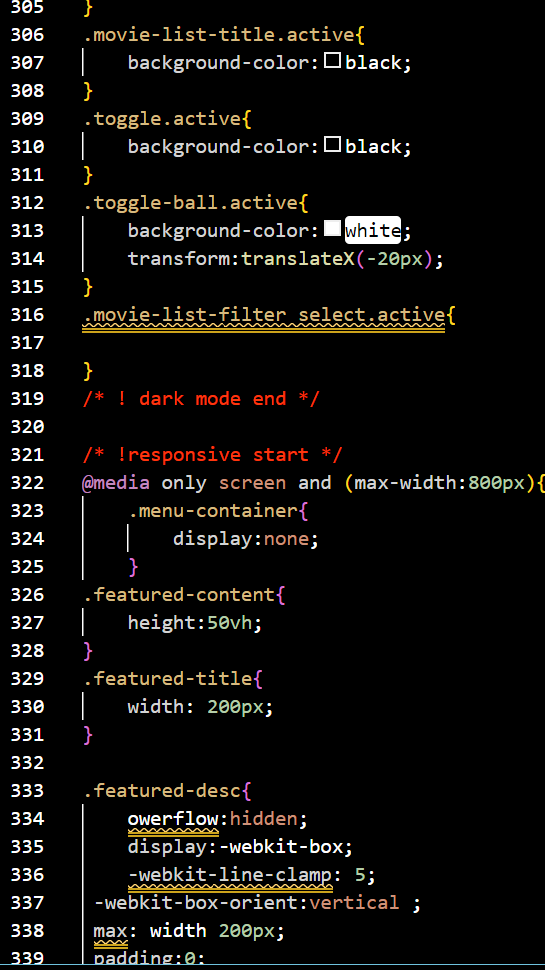 305 }
306 .movie-list-title.active{
307 background-color: black;
308 }
309 .toggle.active{
310 background-color: black;
311 }
312 .toggle-ball.active{
313 background-color: white;
314 transform:translateX(-20px);
315 }
316 .movie-list-filter select.active{
317
318 }
319 /* ! dark mode end */
320
321 /* !responsive start */
322 @media only screen and (max-width:800px){
323 .menu-container{
324 display:none;
325 }
326 .featured-content{
327 height:50vh;
328 }
329 .featured-title{
330 width: 200px;
331 }
332
333 .featured-desc{
334 owerflow:hidden;
335 display:-webkit-box;
336 -webkit-line-clamp: 5;
337 -webkit-box-orient:vertical ;
338 max: width 200px;
339 padding:0;